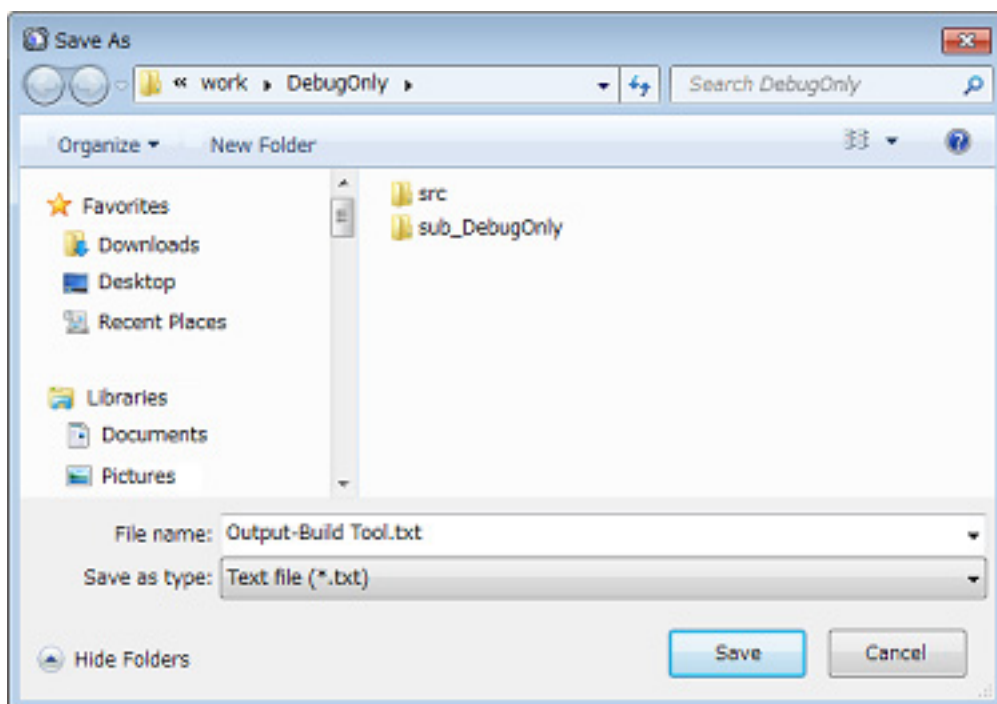 Save As
« work ▸ DebugOnly ▸ Search DebugOnly
Organize New Folder
Favorites
Downloads
Desktop
Recent Places
Libraries
Documents
Pictures
src
sub_DebugOnly
File name: Output-Build Tool.txt
Save as type: Text file (*.txt)
Hide Folders Save Cancel